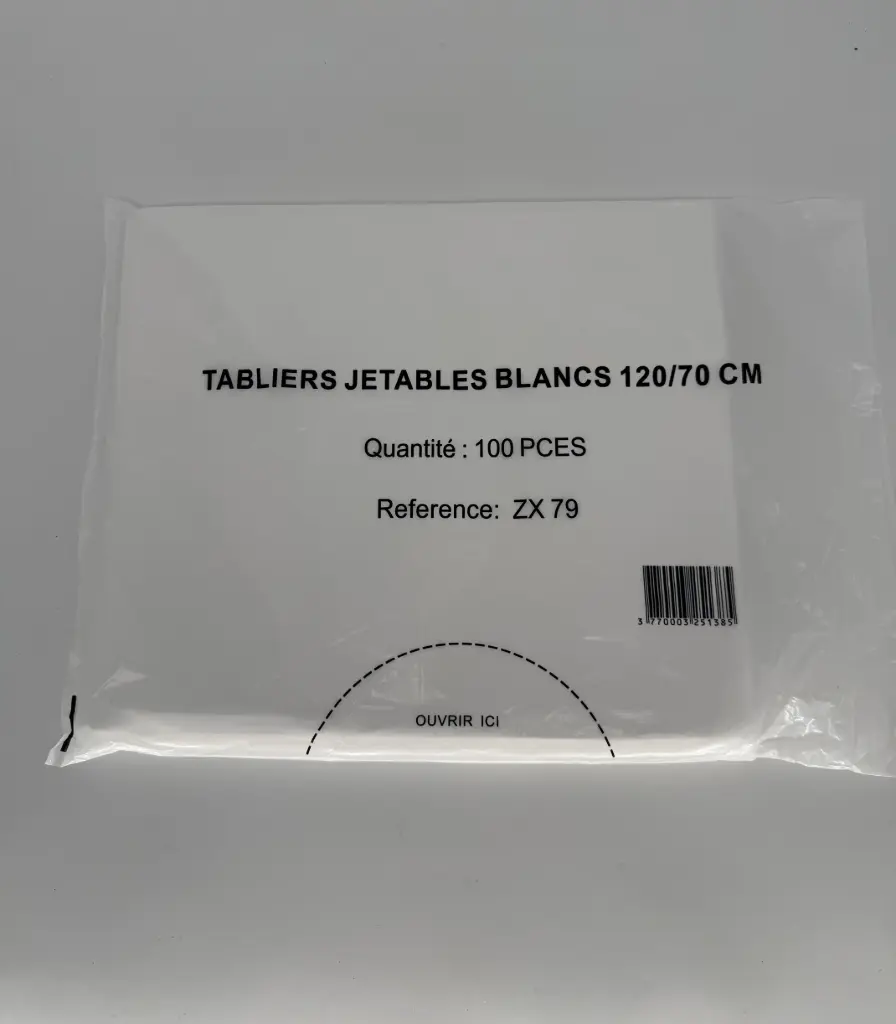 TABLIERS JETABLES BLANCS 120/70 CM
Quantité : 100 PCES
Reference: ZX 79
3 770003 251385
OUVRIR ICI